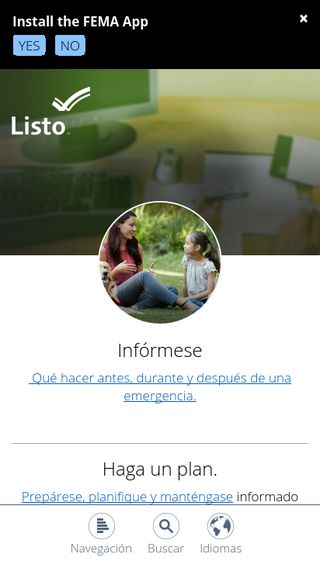 Install the FEMA App
×
YES NO
Listo
Infórmese
Qué hacer antes, durante y después de una
emergencia.
Haga un plan.
Prepárese, planifique y manténgase informado
Navegación Buscar Idiomas